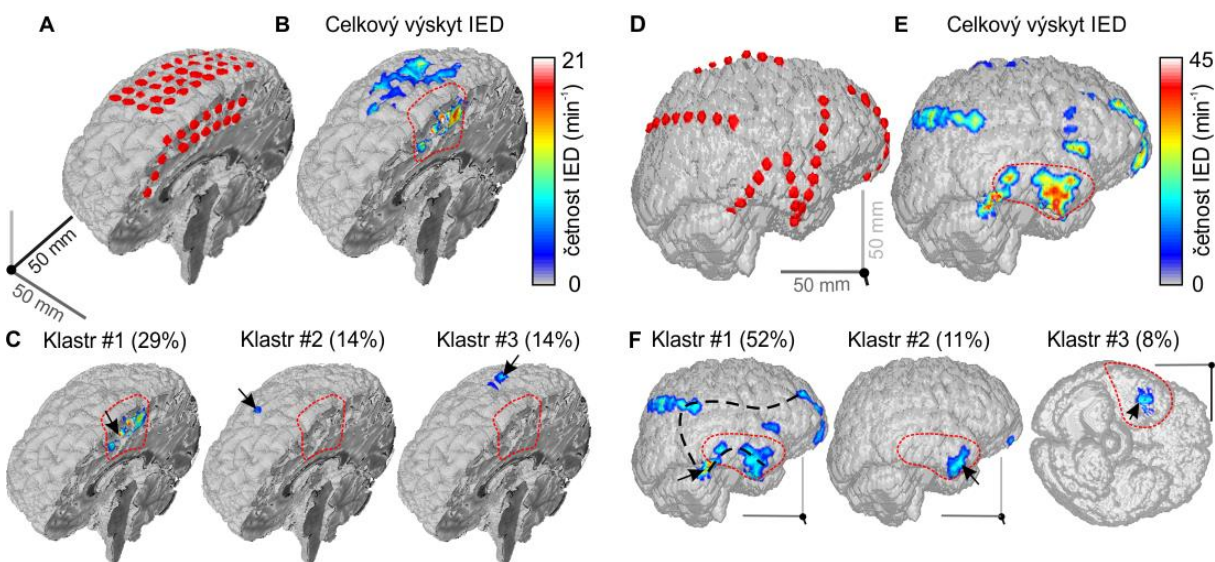 A
B
Celkový výskyt IED
21
četnost IED (min⁻¹)
0
50 mm
50 mm
D
E
Celkový výskyt IED
45
četnost IED (min⁻¹)
0
50 mm
50 mm
C
Klastr #1 (29%)
Klastr #2 (14%)
Klastr #3 (14%)
F
Klastr #1 (52%)
Klastr #2 (11%)
Klastr #3 (8%)